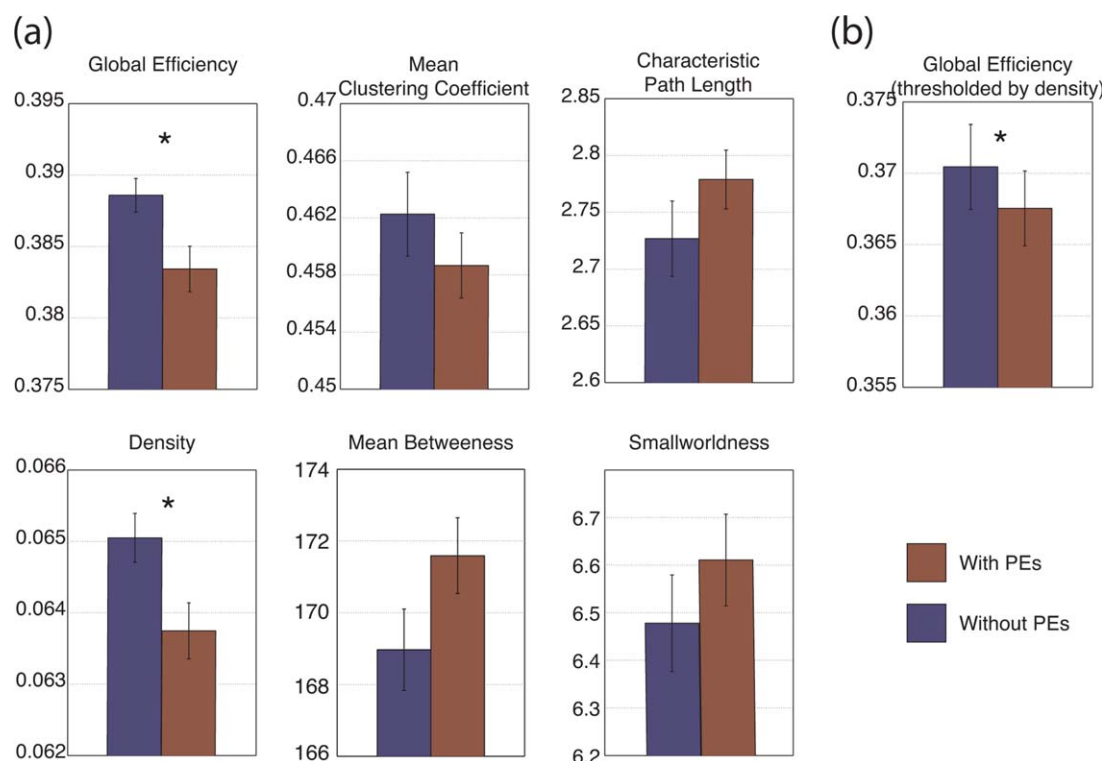 (a)
Global Efficiency
0.395
0.39
0.385
0.38
0.375
*
Mean
Clustering Coefficient
0.47
0.466
0.462
0.458
0.454
0.45
Characteristic
Path Length
2.85
2.8
2.75
2.7
2.65
2.6
(b)
Global Efficiency
(thresholded by density)
0.375
0.37
0.365
0.36
0.355
*
Density
0.066
0.065
0.064
0.063
0.062
*
Mean Betweeness
174
172
170
168
166
Smallworldness
6.7
6.6
6.5
6.4
6.3
6.2
With PEs
Without PEs